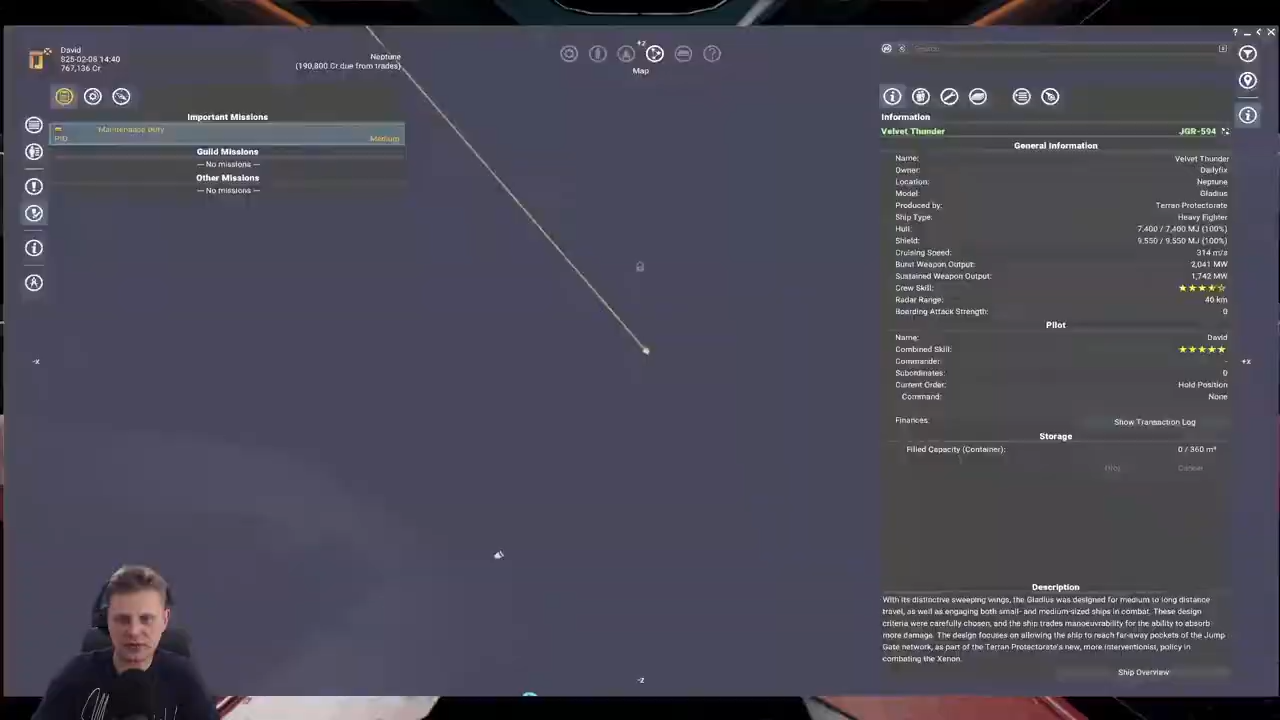 David
825-02-08 14:40
767,136 Cr
Neptune
(190,800 Cr due from trades)
Important Missions
Maintenance Duty
PIO
Medium
Guild Missions
— No missions —
Other Missions
— No missions —
+z
Map
-x
+x
-z
? _ < X
Search
Information
Velvet Thunder JGR-594
General Information
Name: Velvet Thunder
Owner: Dailyfix
Location: Neptune
Model: Gladius
Produced by: Terran Protectorate
Ship Type: Heavy Fighter
Hull: 7,400 / 7,400 MJ (100%)
Shield: 9,550 / 9,550 MJ (100%)
Cruising Speed: 314 m/s
Burst Weapon Output: 2,041 MW
Sustained Weapon Output: 1,742 MW
Crew Skill: ★★★★☆
Radar Range: 40 km
Boarding Attack Strength: 0
Pilot
Name: David
Combined Skill: ★★★★★
Commander: -
Subordinates: 0
Current Order: Hold Position
Command: None
Finances: Show Transaction Log
Storage
Filled Capacity (Container): 0 / 360 m³
Drop Cancel
Description
With its distinctive sweeping wings, the Gladius was designed for medium to long distance
travel, as well as engaging both small- and medium-sized ships in combat. These design
criteria were carefully chosen, and the ship trades manoeuvrability for the ability to absorb
more damage. The design focuses on allowing the ship to reach far-away pockets of the Jump
Gate network, as part of the Terran Protectorate's new, more interventionist, policy in
combating the Xenon.
Ship Overview